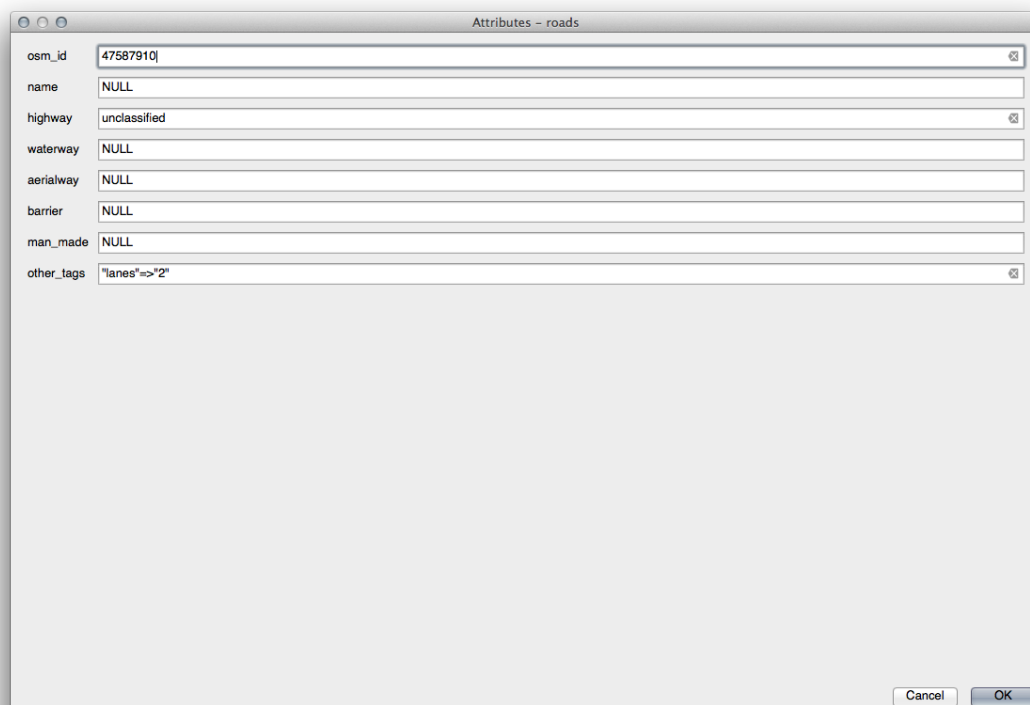 Attributes – roads
osm_id 47587910
name NULL
highway unclassified
waterway NULL
aerialway NULL
barrier NULL
man_made NULL
other_tags "lanes"=>"2"
Cancel OK